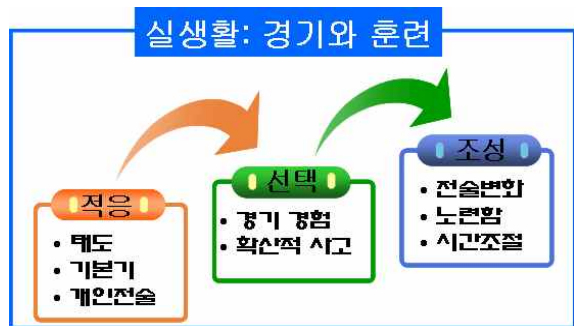 실생활: 경기와 훈련
적응
• 태도
• 기본기
• 개인전술
선택
• 경기 경험
• 확산적 사고
조성
• 전술변화
• 노련함
• 시간조절